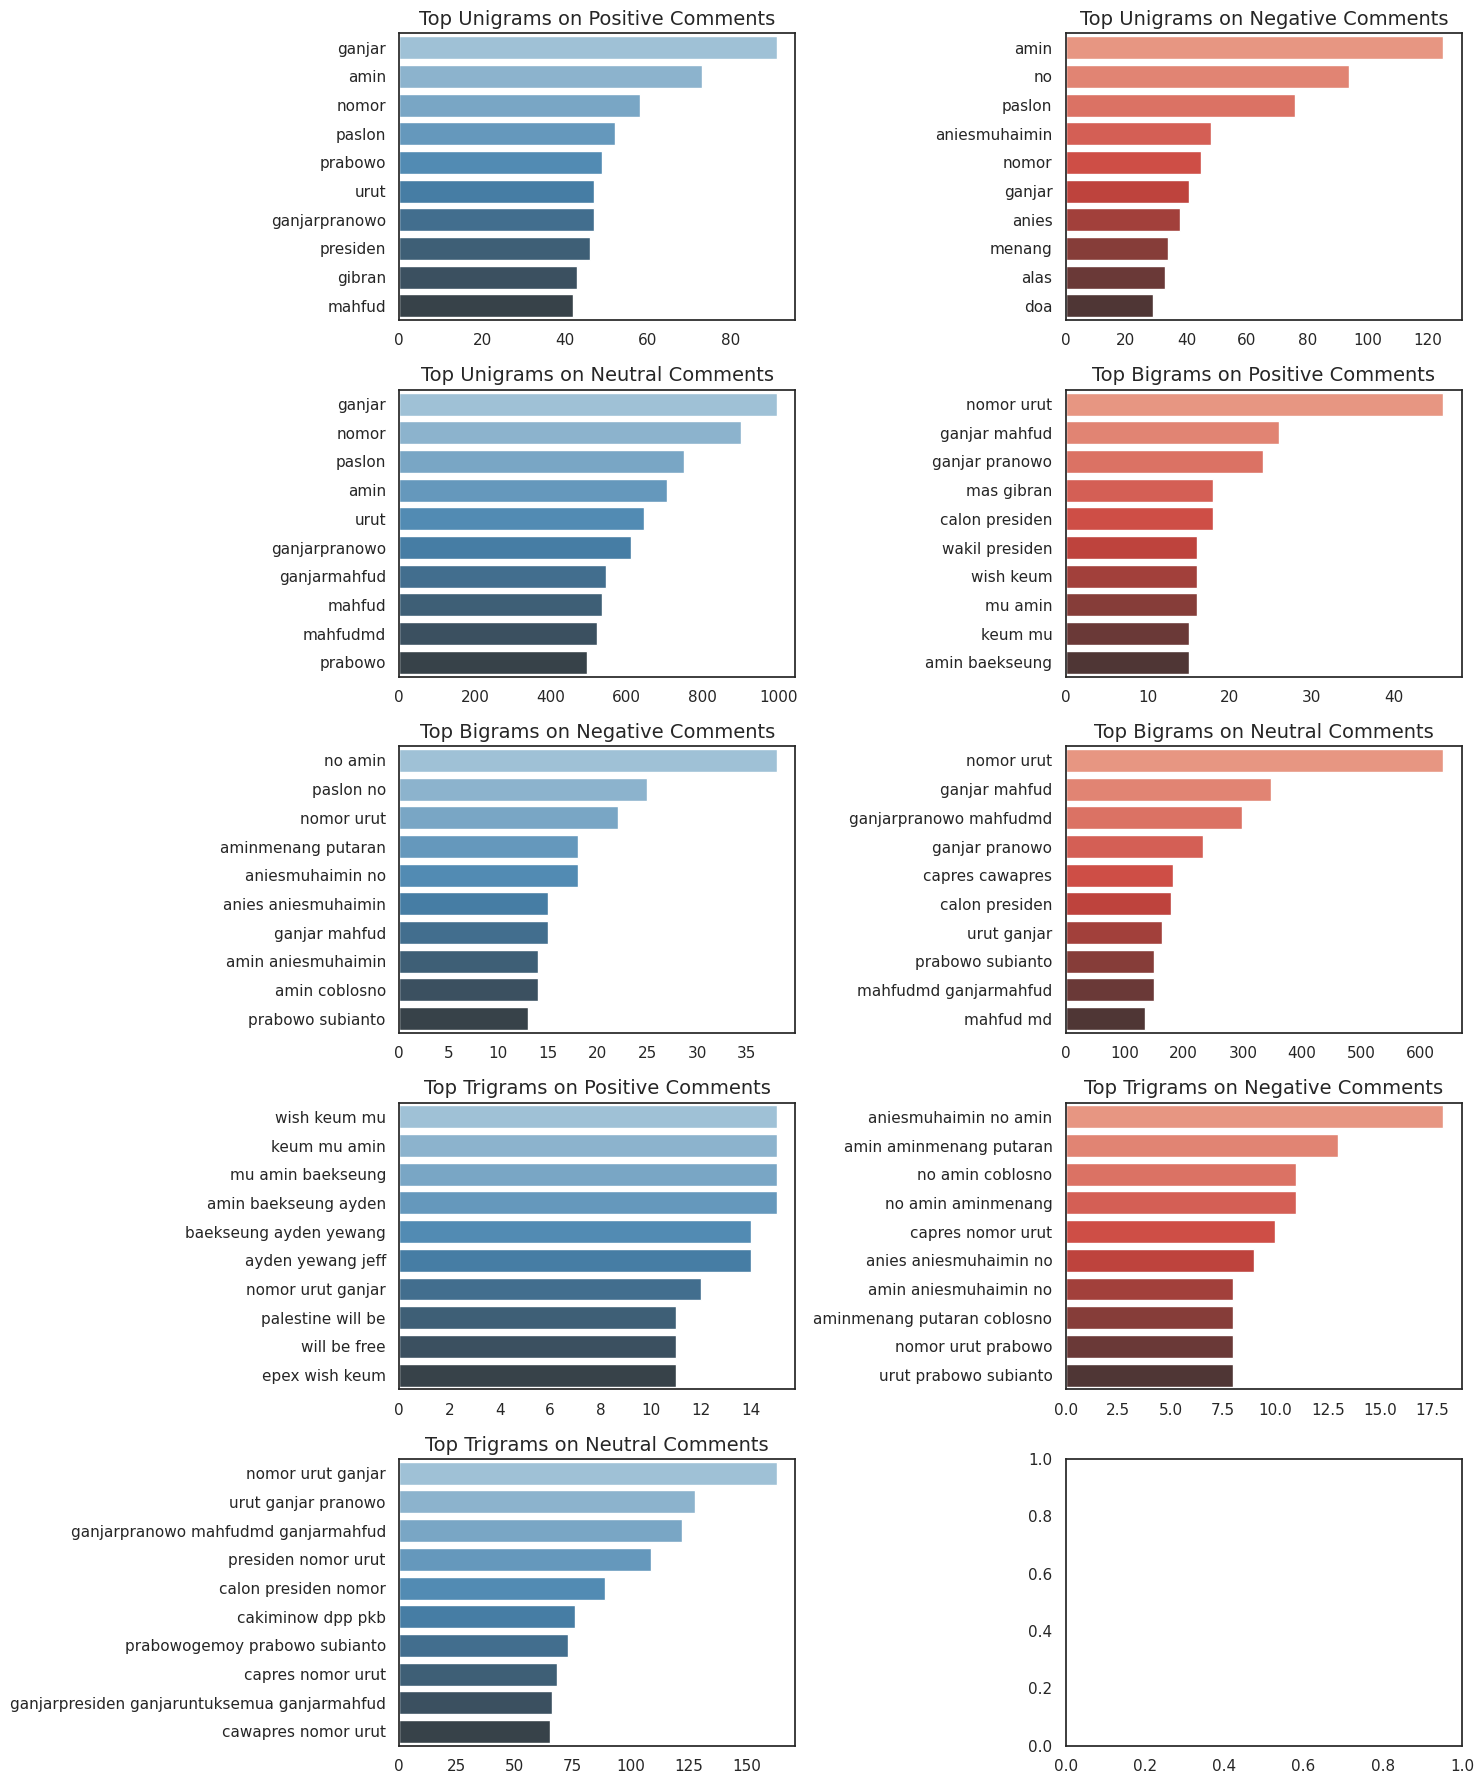 Top Unigrams on Positive Comments
ganjar
amin
nomor
paslon
prabowo
urut
ganjarpranowo
presiden
gibran
mahfud
0 20 40 60 80
Top Unigrams on Negative Comments
amin
no
paslon
aniesmuhaimin
nomor
ganjar
anies
menang
alas
doa
0 20 40 60 80 100 120
Top Unigrams on Neutral Comments
ganjar
nomor
paslon
amin
urut
ganjarpranowo
ganjarmahfud
mahfud
mahfudmd
prabowo
0 200 400 600 800 1000
Top Bigrams on Positive Comments
nomor urut
ganjar mahfud
ganjar pranowo
mas gibran
calon presiden
wakil presiden
wish keum
mu amin
keum mu
amin baekseung
0 10 20 30 40
Top Bigrams on Negative Comments
no amin
paslon no
nomor urut
aminmenang putaran
aniesmuhaimin no
anies aniesmuhaimin
ganjar mahfud
amin aniesmuhaimin
amin coblosno
prabowo subianto
0 5 10 15 20 25 30 35
Top Bigrams on Neutral Comments
nomor urut
ganjar mahfud
ganjarpranowo mahfudmd
ganjar pranowo
capres cawapres
calon presiden
urut ganjar
prabowo subianto
mahfudmd ganjarmahfud
mahfud md
0 100 200 300 400 500 600
Top Trigrams on Positive Comments
wish keum mu
keum mu amin
mu amin baekseung
amin baekseung ayden
baekseung ayden yewang
ayden yewang jeff
nomor urut ganjar
palestine will be
will be free
epex wish keum
0 2 4 6 8 10 12 14
Top Trigrams on Negative Comments
aniesmuhaimin no amin
amin aminmenang putaran
no amin coblosno
no amin aminmenang
capres nomor urut
anies aniesmuhaimin no
amin aniesmuhaimin no
aminmenang putaran coblosno
nomor urut prabowo
urut prabowo subianto
0.0 2.5 5.0 7.5 10.0 12.5 15.0 17.5
Top Trigrams on Neutral Comments
nomor urut ganjar
urut ganjar pranowo
ganjarpranowo mahfudmd ganjarmahfud
presiden nomor urut
calon presiden nomor
cakiminow dpp pkb
prabowogemoy prabowo subianto
capres nomor urut
ganjarpresiden ganjaruntuksemua ganjarmahfud
cawapres nomor urut
0 25 50 75 100 125 150
1.0
0.8
0.6
0.4
0.2
0.0
0.0 0.2 0.4 0.6 0.8 1.0